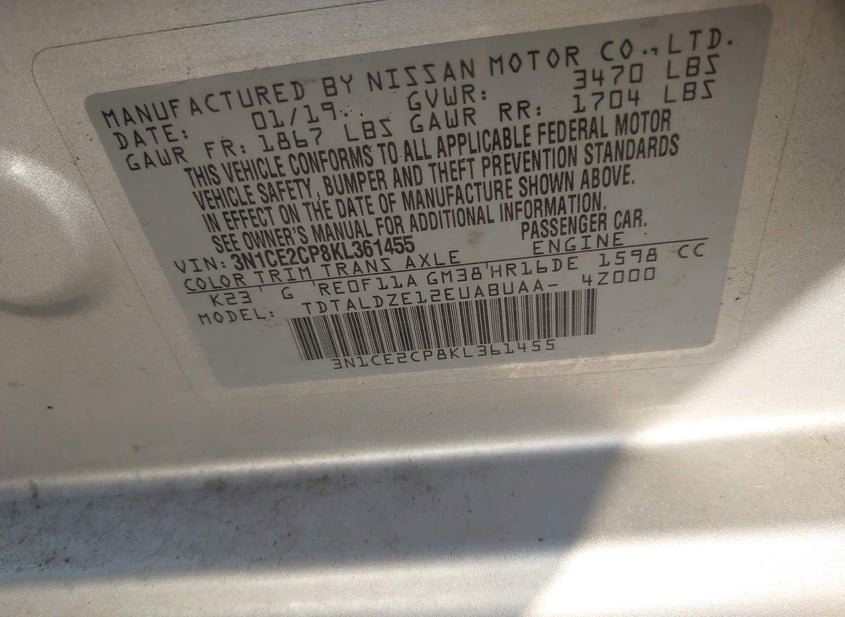 MANUFACTURED BY NISSAN MOTOR CO., LTD.
DATE: 01/19 GVWR: 3470 LBS
GAWR FR: 1867 LBS GAWR RR: 1704 LBS
THIS VEHICLE CONFORMS TO ALL APPLICABLE FEDERAL MOTOR
VEHICLE SAFETY, BUMPER AND THEFT PREVENTION STANDARDS
IN EFFECT ON THE DATE OF MANUFACTURE SHOWN ABOVE.
SEE OWNER'S MANUAL FOR ADDITIONAL INFORMATION.
VIN: 3N1CE2CP8KL361455 PASSENGER CAR.
COLOR TRIM TRANS AXLE ENGINE
K23 G RE0F11A GM38 HR16DE 1598 CC
MODEL: TDTALDZE12EUABUAA- 4Z000
3N1CE2CP8KL361455